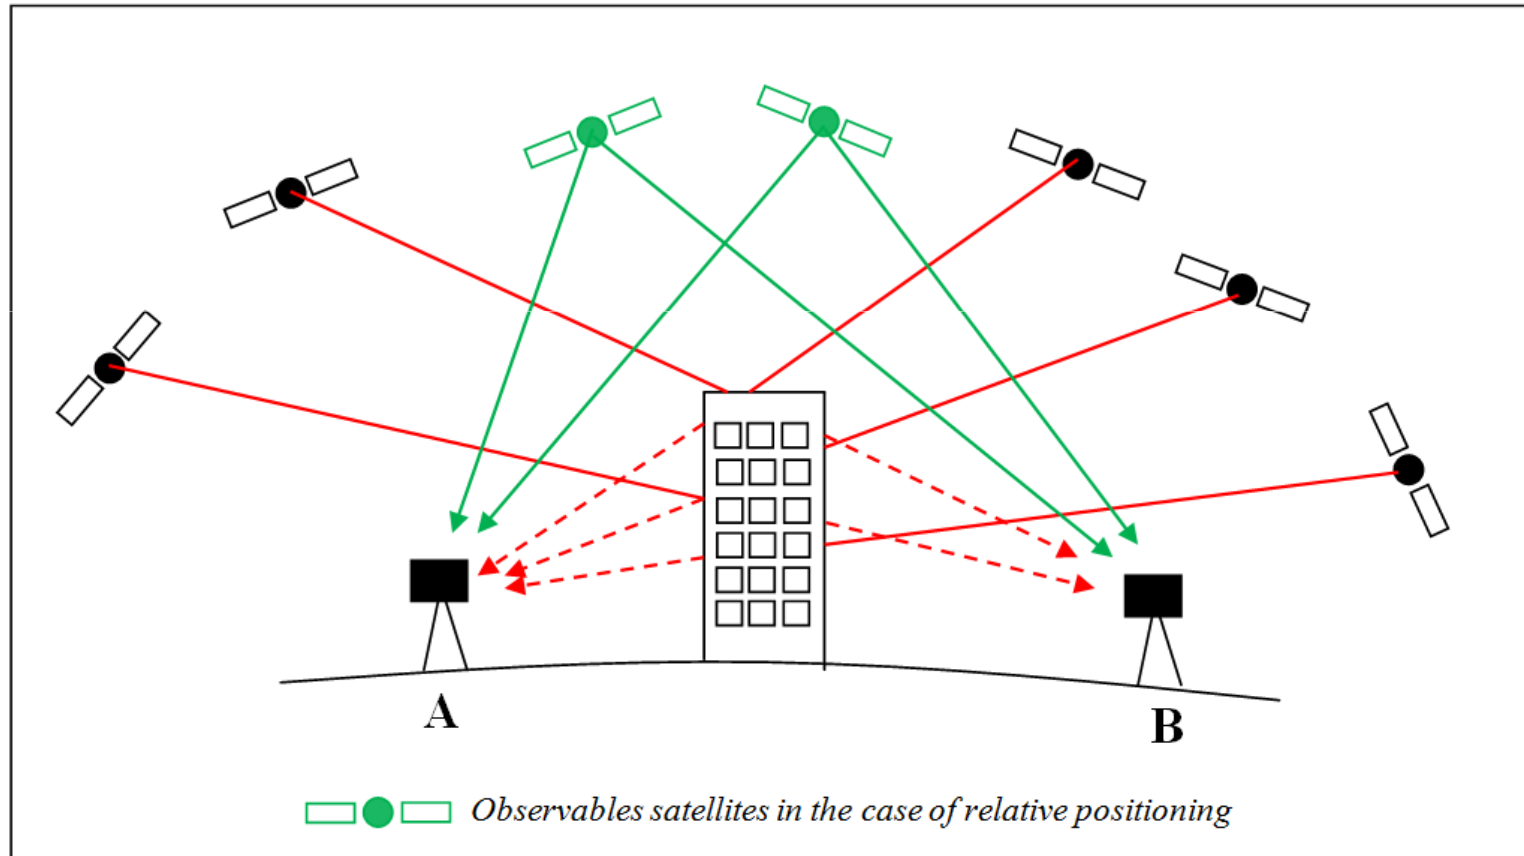 A
B
Observables satellites in the case of relative positioning